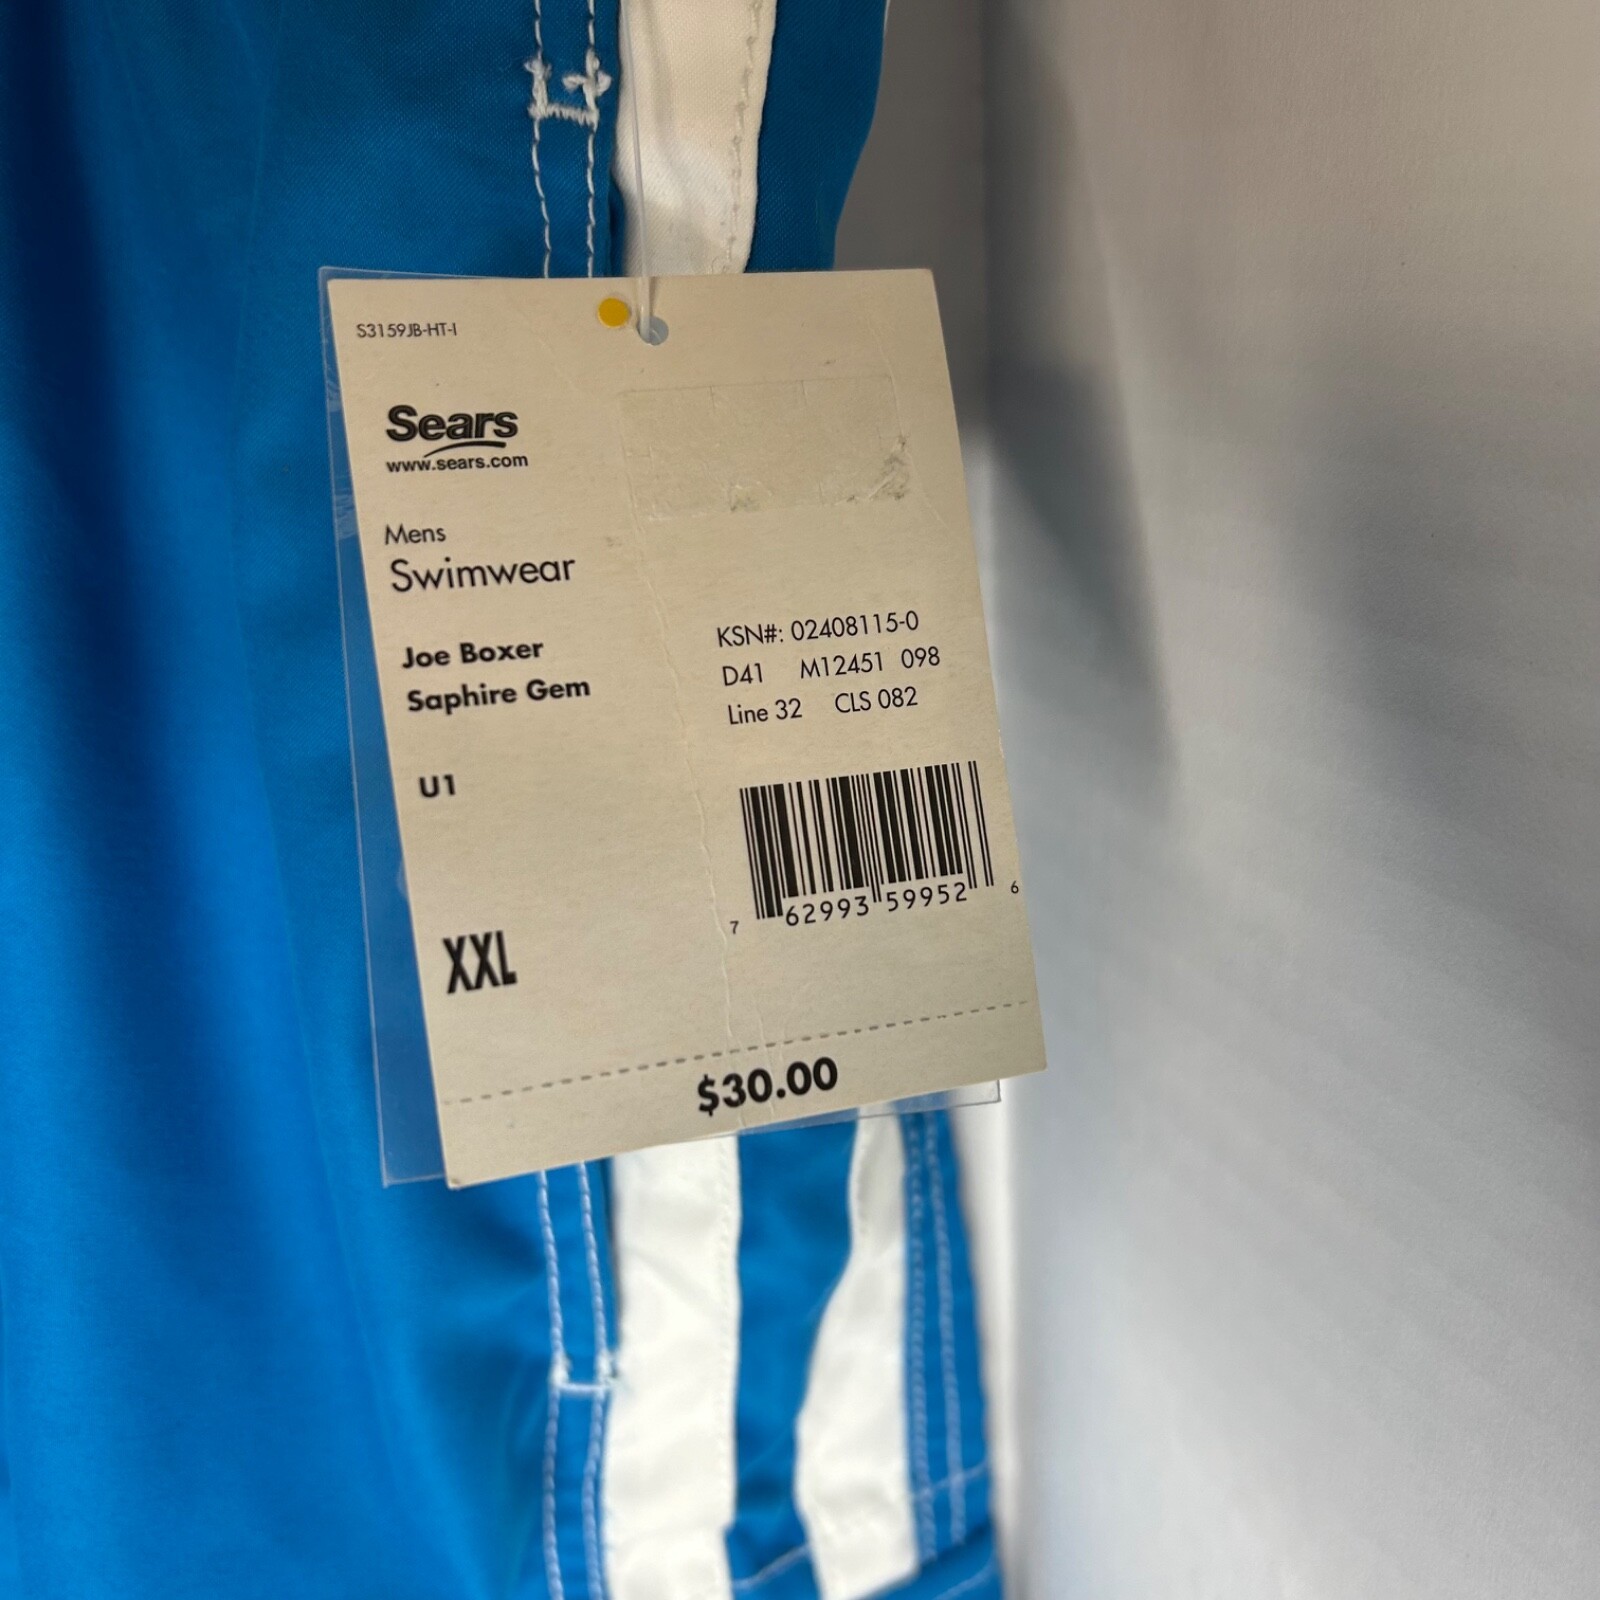 S3159JB-HT-I
Sears
www.sears.com
Mens
Swimwear
Joe Boxer
Saphire Gem
U1
KSN#: 02408115-0
D41 M12451 098
Line 32 CLS 082
7 62993 59952 6
XXL
$30.00